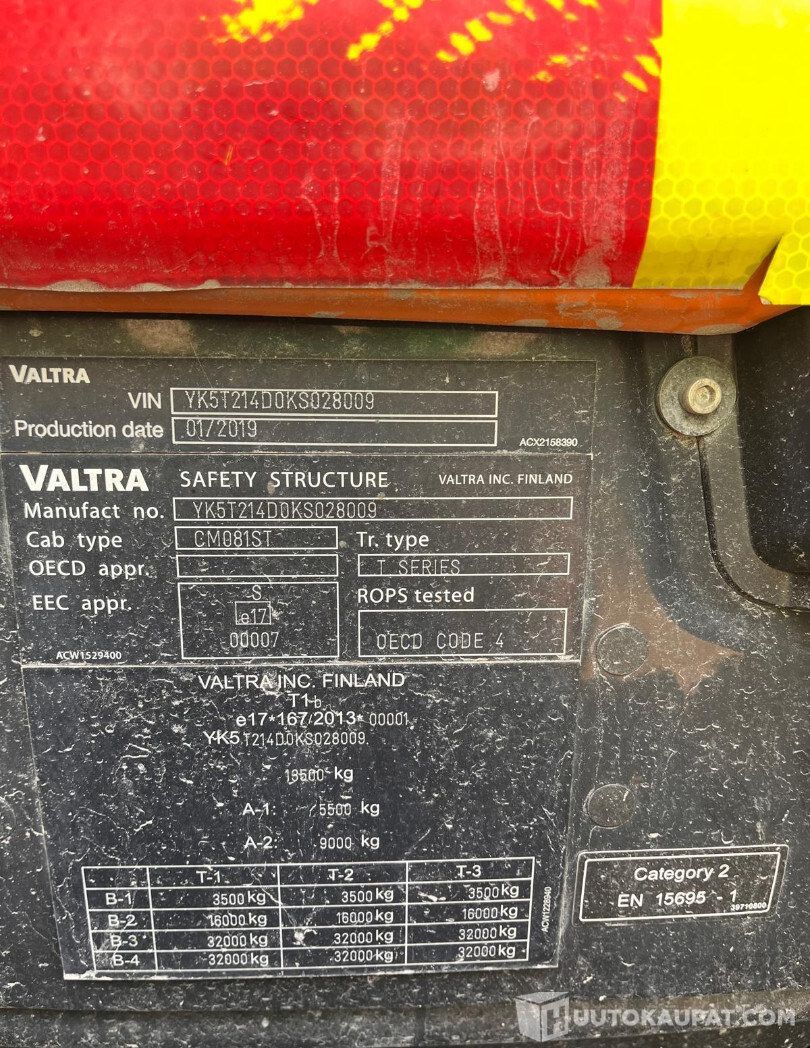 VALTRA
VIN YK5T214D0KS028009
Production date 01/2019
ACX2158390
VALTRA SAFETY STRUCTURE VALTRA INC. FINLAND
Manufact no. YK5T214D0KS028009
Cab type CM081ST Tr. type
OECD appr. T SERIES
EEC appr. S ROPS tested
e17
00007 OECD CODE 4
ACW1529400
VALTRA INC. FINLAND
T1b
e17*167/2013*00001
YK5T214D0KS028009
kg
A-1: 5500 kg
A-2: 9000 kg
T-1 T-2 T-3
B-1 3500 kg 3500 kg 3500 kg
B-2 16000 kg 16000 kg 16000 kg
B-3 32000 kg 32000 kg 32000 kg
B-4 32000 kg 32000 kg 32000 kg
Category 2
EN 15695 - 1
39710800
HUUTOKAUPAT.COM